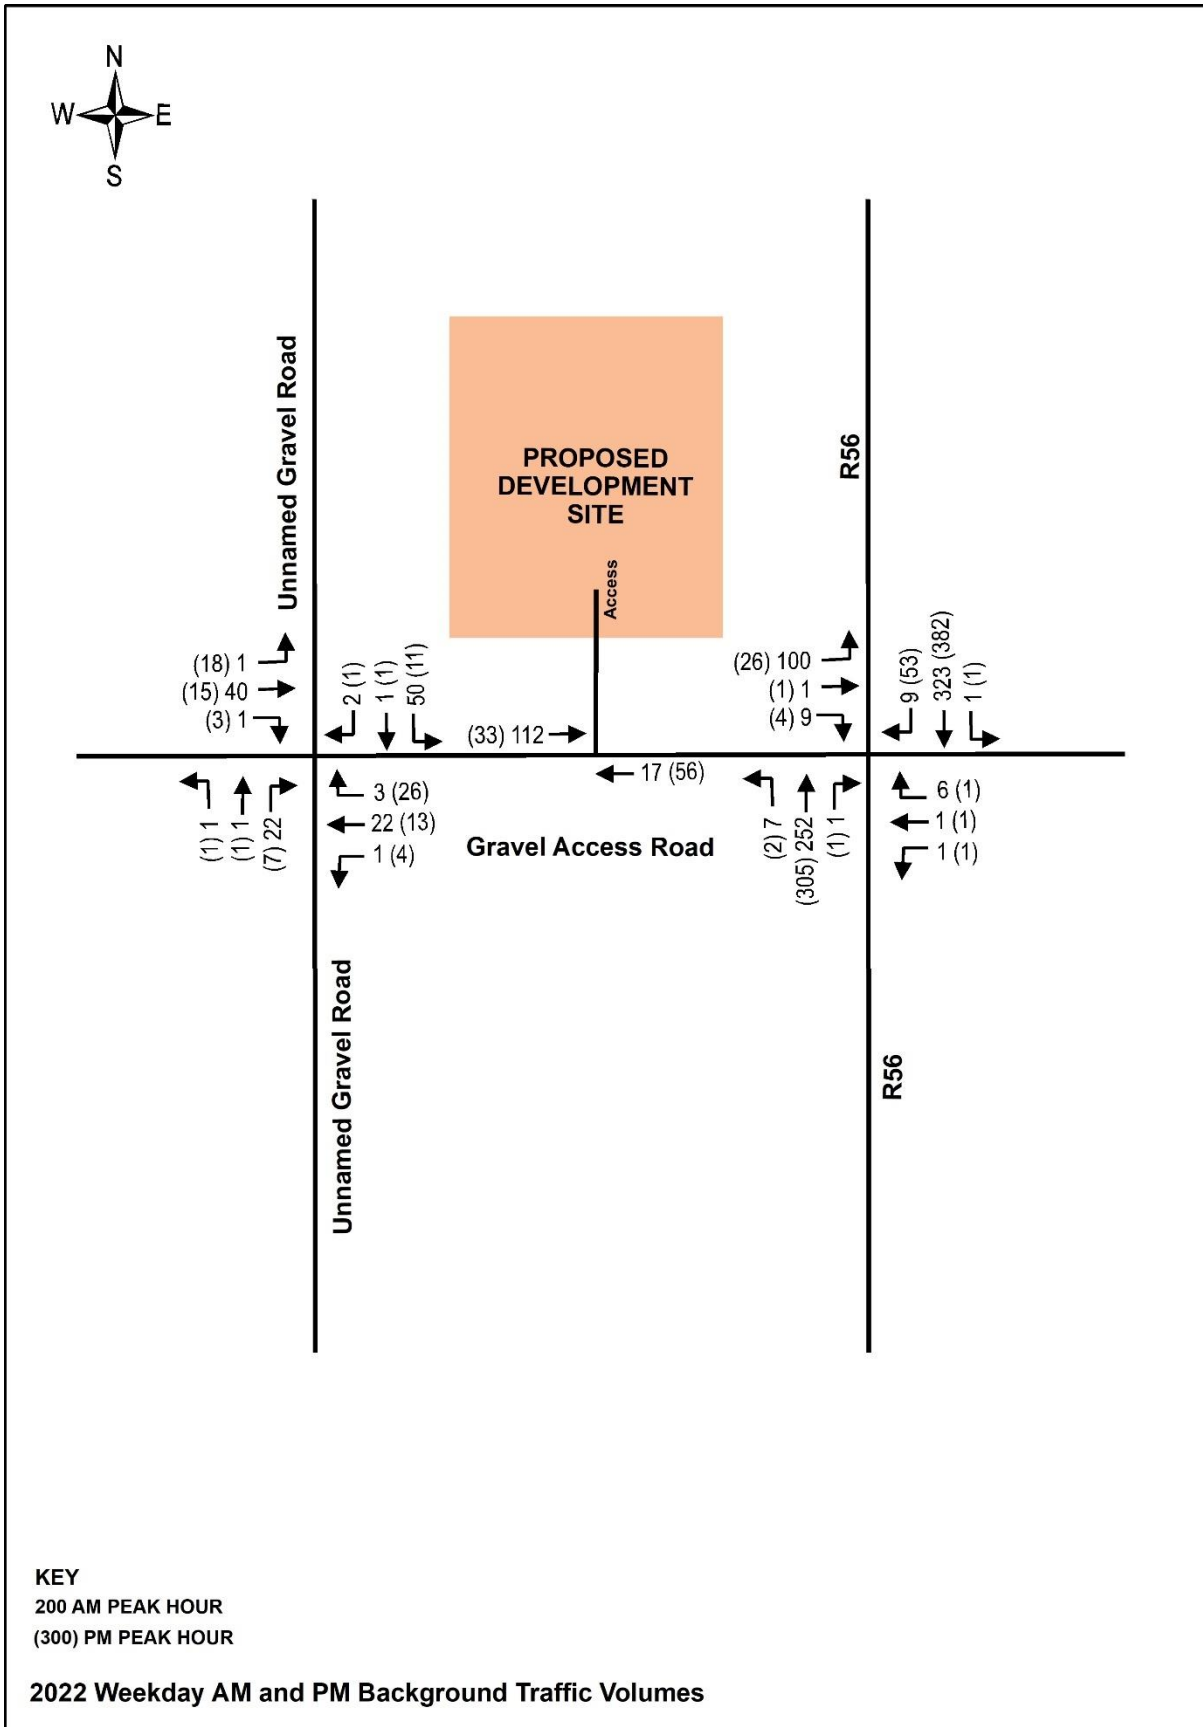 N
W E
S
Unnamed Gravel Road
PROPOSED
DEVELOPMENT
SITE
Access
R56
(18) 1
(15) 40
(3) 1
2 (1)
1 (1)
50 (11)
(33) 112
(26) 100
(1) 1
(4) 9
9 (53)
323 (382)
1 (1)
(1) 1
(1) 1
(7) 22
3 (26)
22 (13)
1 (4)
17 (56)
Gravel Access Road
(2) 7
(305) 252
(1) 1
6 (1)
1 (1)
1 (1)
Unnamed Gravel Road
R56
KEY
200 AM PEAK HOUR
(300) PM PEAK HOUR
2022 Weekday AM and PM Background Traffic Volumes